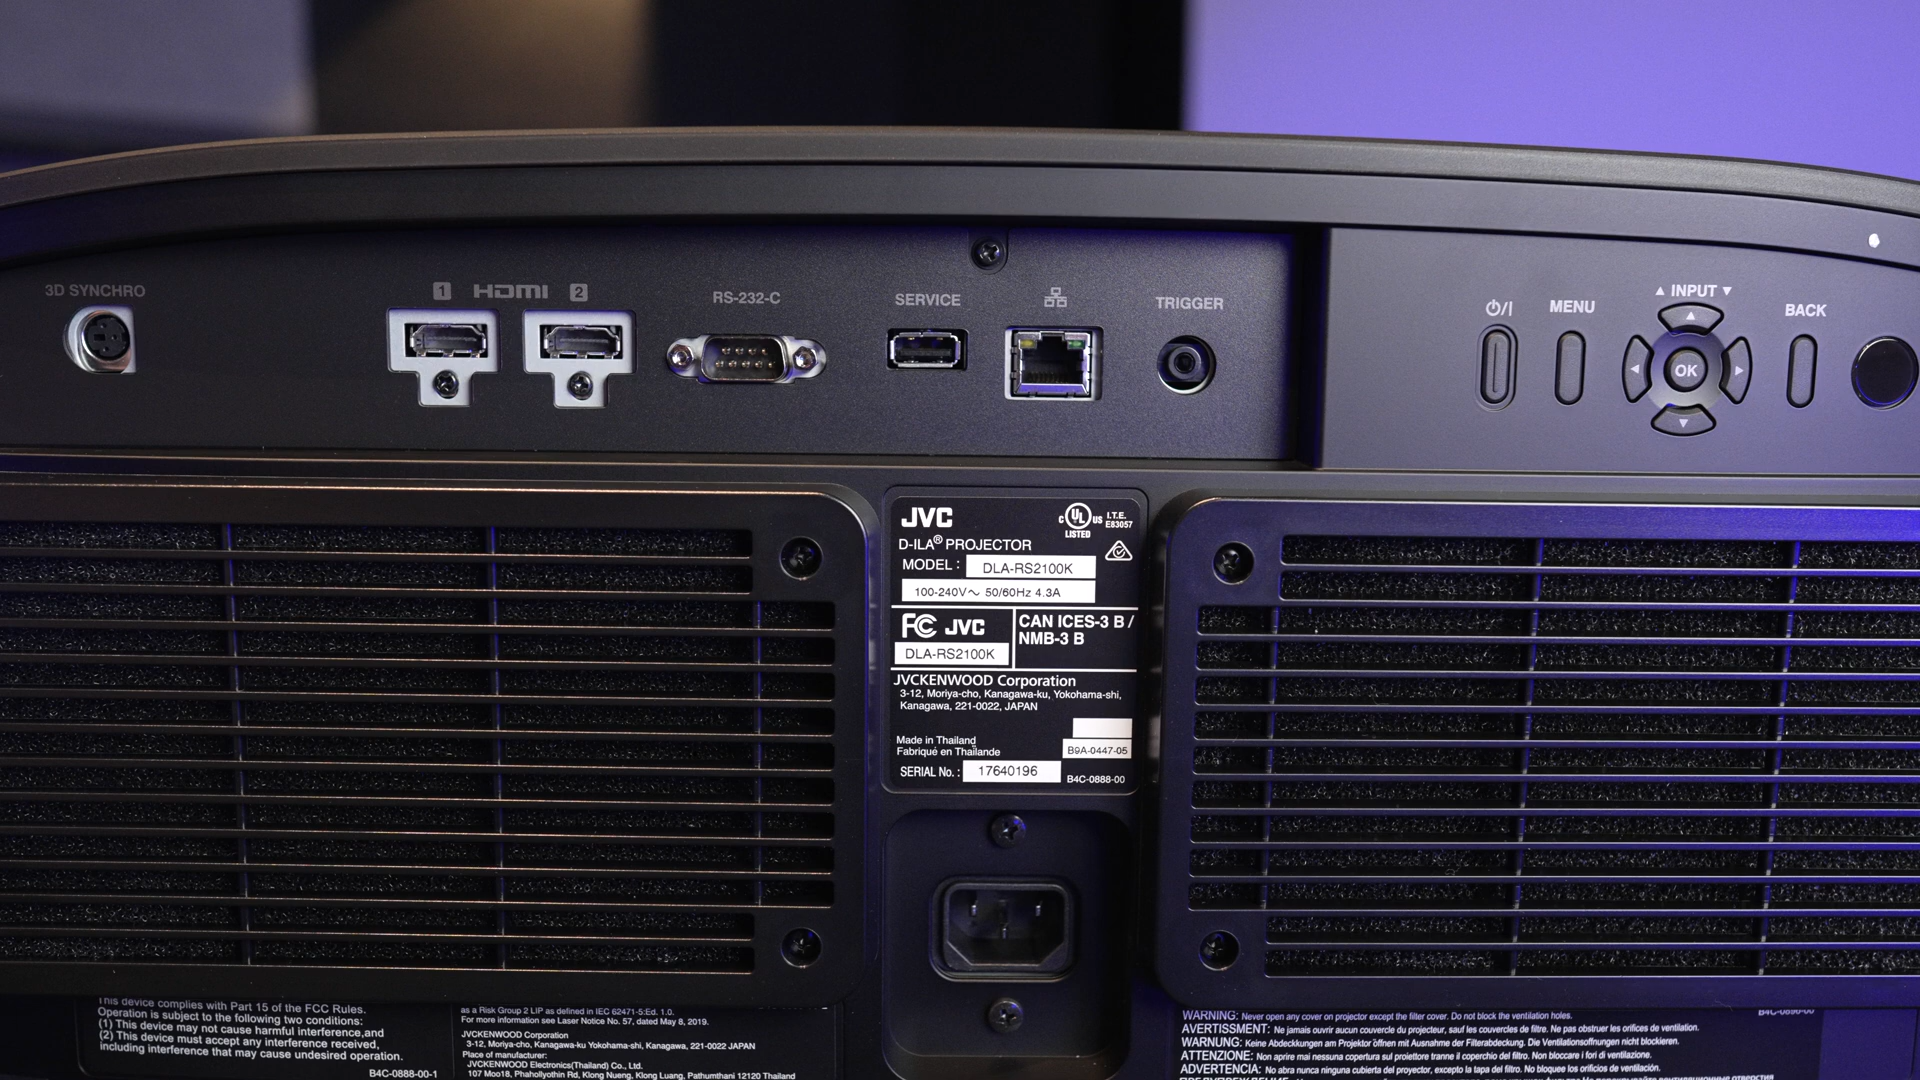 3D SYNCHRO
1 HDMI 2
RS-232-C
SERVICE
TRIGGER
▲ INPUT ▼
⏻/I
MENU
BACK
OK
JVC
C UL US LISTED
I.T.E.
E83057
D-ILA® PROJECTOR
MODEL : DLA-RS2100K
100-240V~ 50/60Hz 4.3A
FC JVC
DLA-RS2100K
CAN ICES-3 B /
NMB-3 B
JVCKENWOOD Corporation
3-12, Moriya-cho, Kanagawa-ku, Yokohama-shi,
Kanagawa, 221-0022, JAPAN
Made in Thailand
Fabriqué en Thaïlande
B9A-0447-05
SERIAL No. : 17640196
B4C-0888-00
This device complies with Part 15 of the FCC Rules.
Operation is subject to the following two conditions:
(1) This device may not cause harmful interference,and
(2) This device must accept any interference received,
including interference that may cause undesired operation.
B4C-0888-00-1
as a Risk Group 2 LIP as defined in IEC 62471-5:Ed. 1.0.
For more information see Laser Notice No. 57, dated May 8, 2019.
JVCKENWOOD Corporation
3-12, Moriya-cho, Kanagawa-ku Yokohama-shi, Kanagawa, 221-0022 JAPAN
Place of manufacturer:
JVCKENWOOD Electronics(Thailand) Co., Ltd.
107 Moo18, Phaholyothin Rd, Klong Nueng, Klong Luang, Pathumthani 12120 Thailand
WARNING: Never open any cover on projector except the filter cover. Do not block the ventilation holes.
AVERTISSMENT: Ne jamais ouvrir aucun couvercle du projecteur, sauf les couvercles de filtre. Ne pas obstruer les orifices de ventilation.
WARNUNG: Keine Abdeckkungen am Projektor öffnen mit Ausnahme der Filterabdeckung. Die Ventilationsoffnungen nicht blockieren.
ATTENZIONE: Non aprire mai nessuna copertura sul proiettore tranne il coperchio del filtro. Non bloccare i fori di ventilazione.
ADVERTENCIA: No abra nunca ninguna cubierta del proyector, excepto la tapa del filtro. No bloquee los orificios de ventilación.